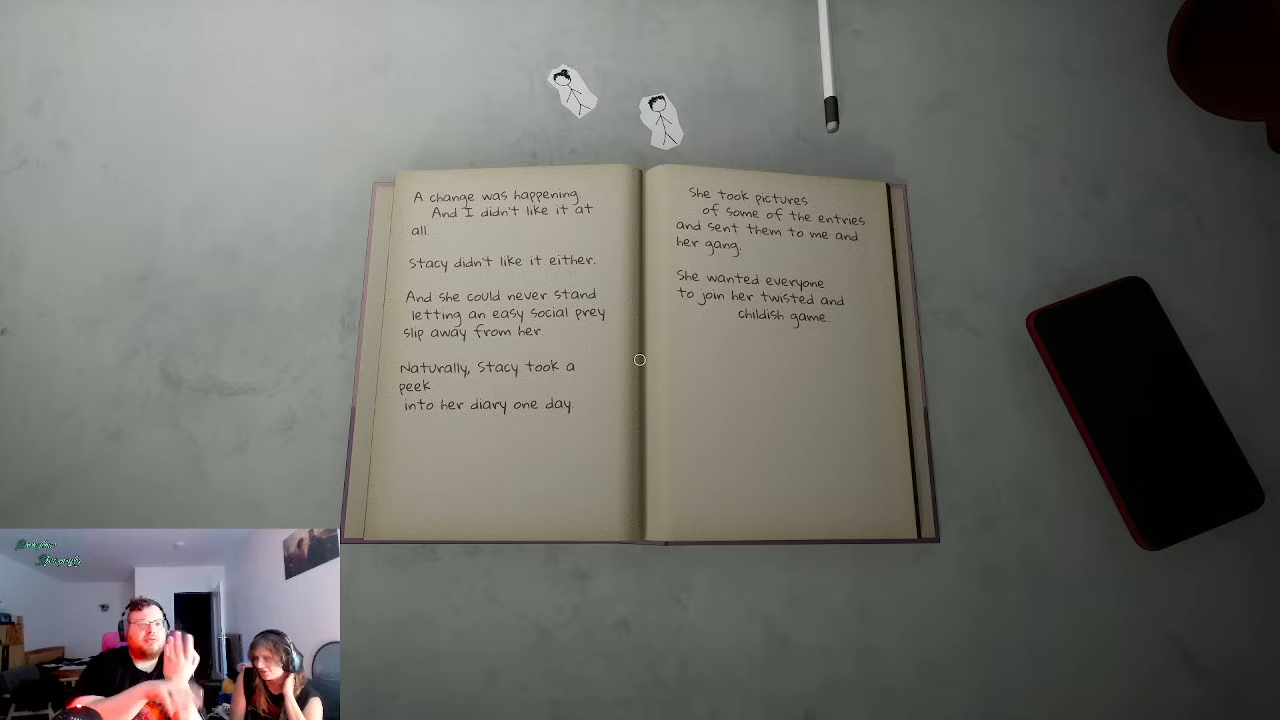 A change was happening
And I didn't like it at
all.
Stacy didn't like it either.
And she could never stand
letting an easy social prey
slip away from her.
Naturally, Stacy took a
peek
into her diary one day.
She took pictures
of some of the entries
and sent them to me and
her gang.
She wanted everyone
to join her twisted and
childish game.